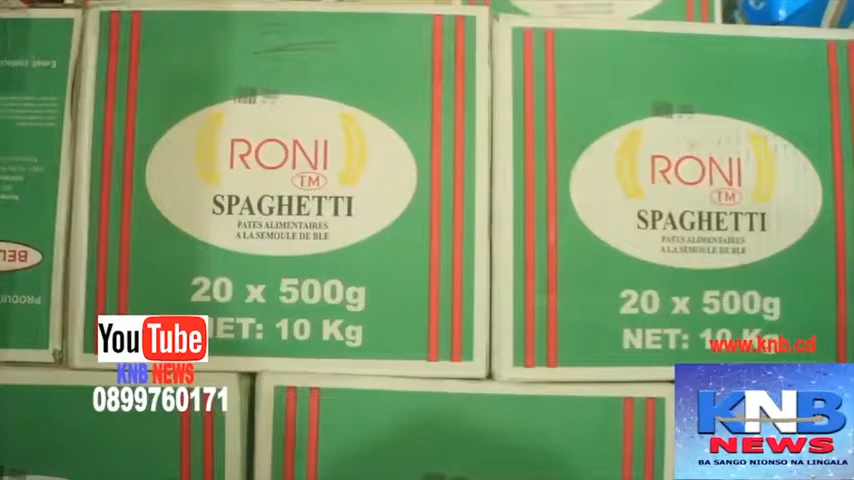 RONI
TM
SPAGHETTI
PATES ALIMENTAIRES
A LA SEMOULE DE BLE
20 x 500g
NET: 10 Kg
RONI
TM
SPAGHETTI
PATES ALIMENTAIRES
A LA SEMOULE DE BLE
20 x 500g
NET: 10 Kg
YouTube
KNB NEWS
0899760171
www.knb.cd
KNB
NEWS
BA SANGO NIONSO NA LINGALA